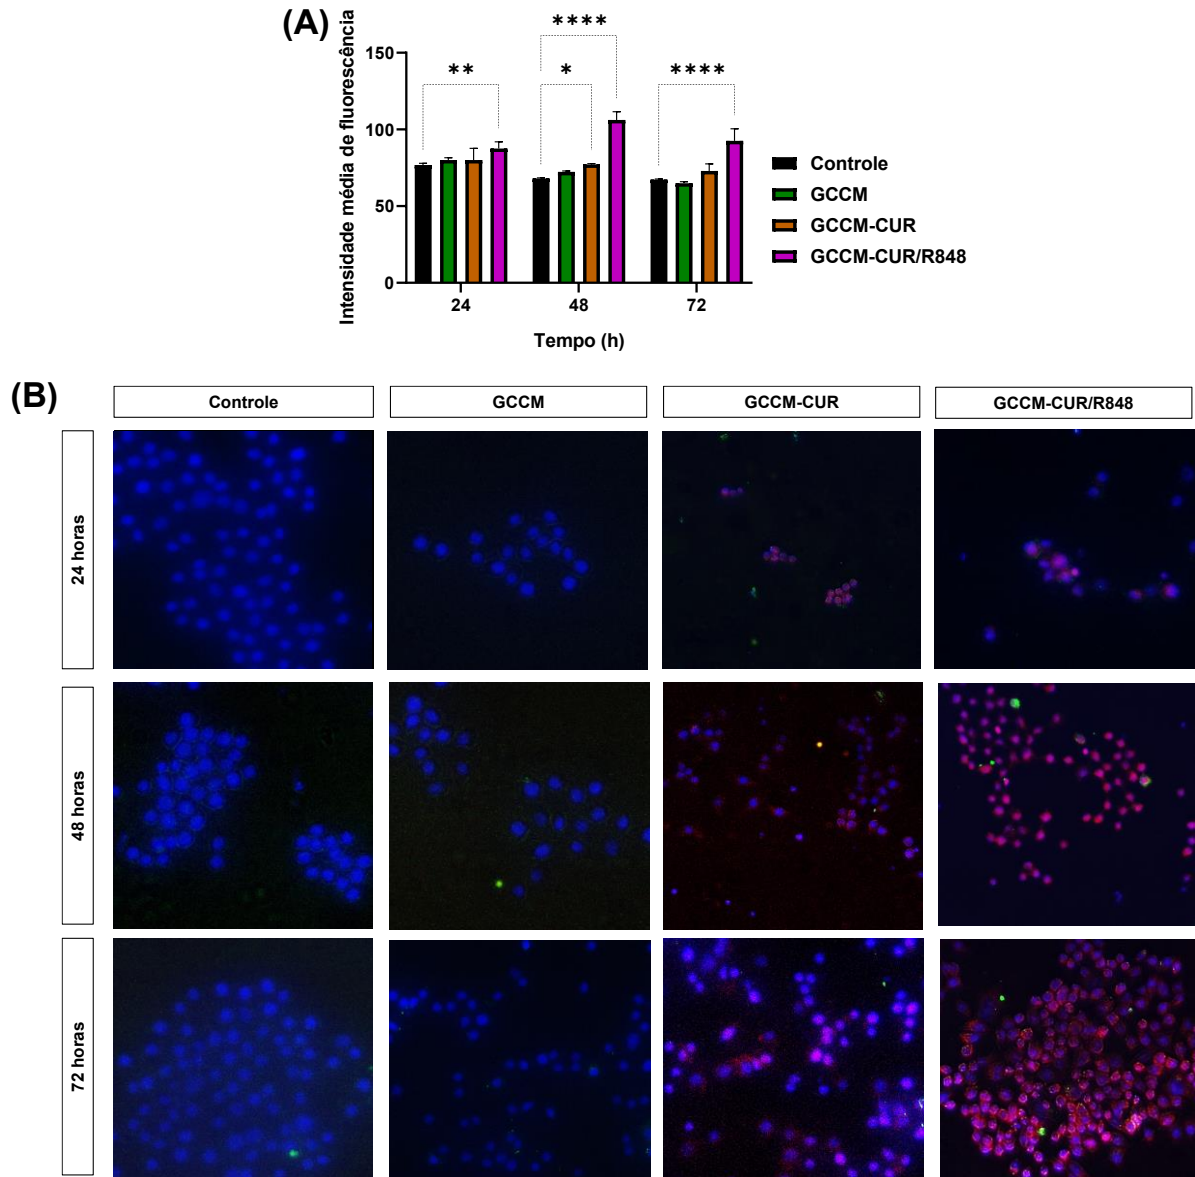 (A)
Intensidade média de fluorescência
150
100
50
0
**
****
*
****
24
48
72
Tempo (h)
Controle
GCCM
GCCM-CUR
GCCM-CUR/R848
(B)
Controle
GCCM
GCCM-CUR
GCCM-CUR/R848
24 horas
48 horas
72 horas